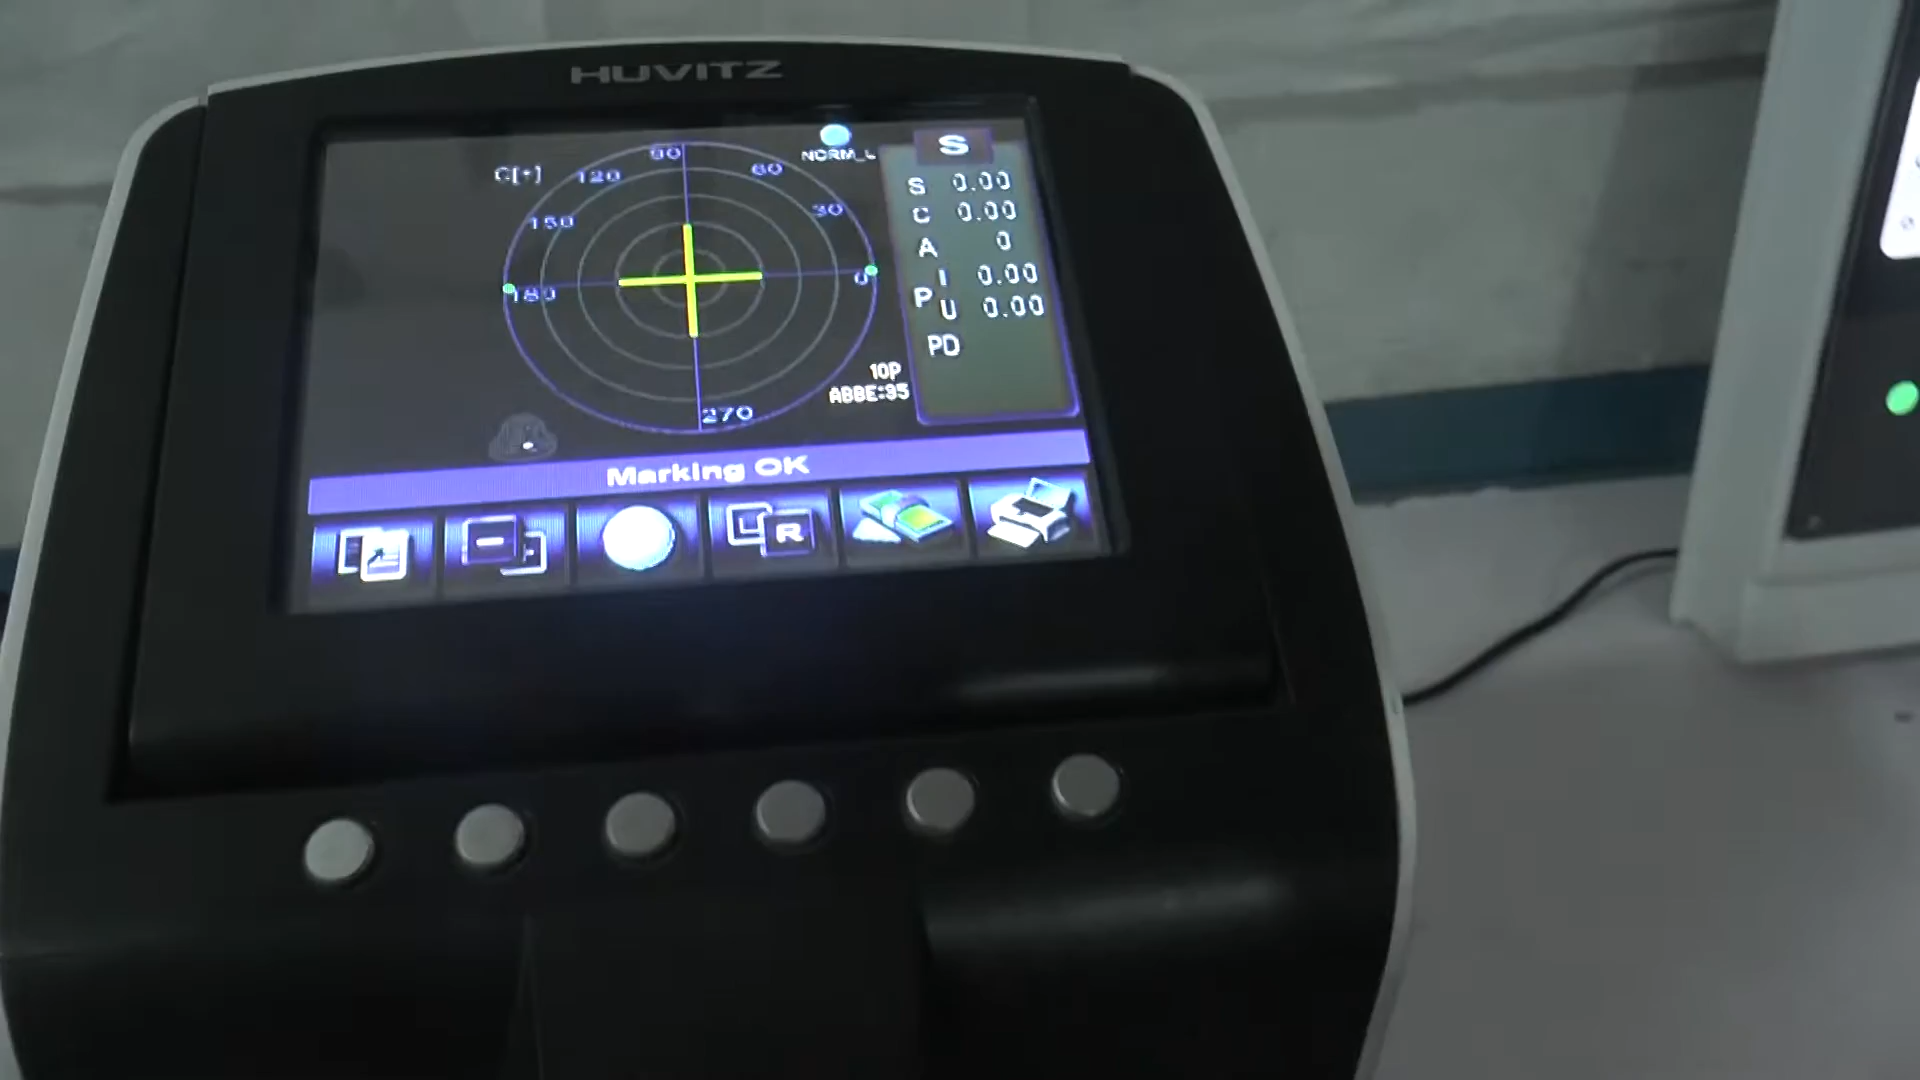 HUVITZ
C[+]
NORM_L
90
120
60
150
30
180
0
270
S
S 0.00
C 0.00
A 0
P I 0.00
U 0.00
PD
10P
ABBE:35
Marking OK
L R